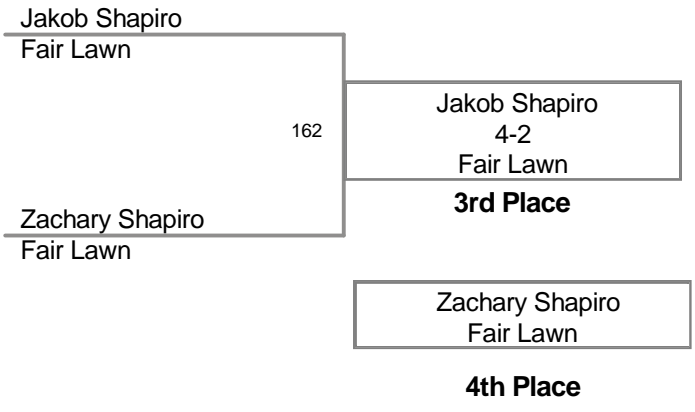 Jakob Shapiro
Fair Lawn
162
Jakob Shapiro
4-2
Fair Lawn
3rd Place
Zachary Shapiro
Fair Lawn
Zachary Shapiro
Fair Lawn
4th Place